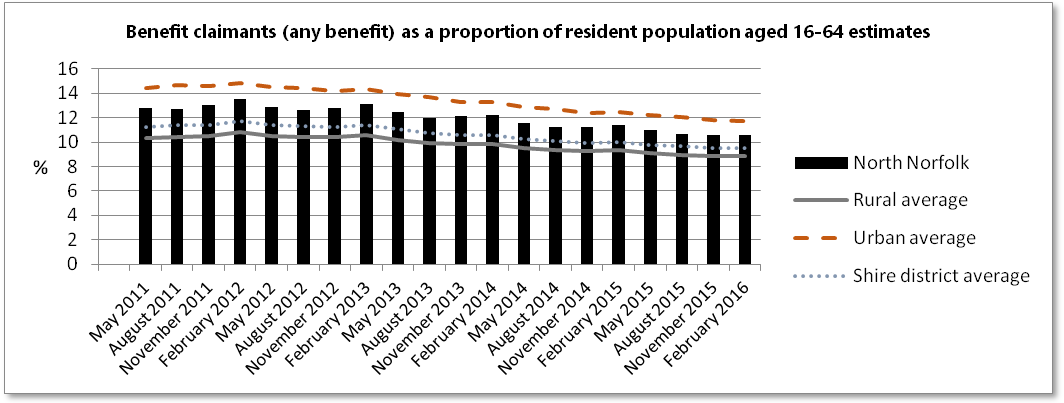 Benefit claimants (any benefit) as a proportion of resident population aged 16-64 estimates
16
14
12
10
8
6
4
2
0
%
May 2011
August 2011
November 2011
February 2012
May 2012
August 2012
November 2012
February 2013
May 2013
August 2013
November 2013
February 2014
May 2014
August 2014
November 2014
February 2015
May 2015
August 2015
November 2015
February 2016
North Norfolk
Rural average
Urban average
Shire district average